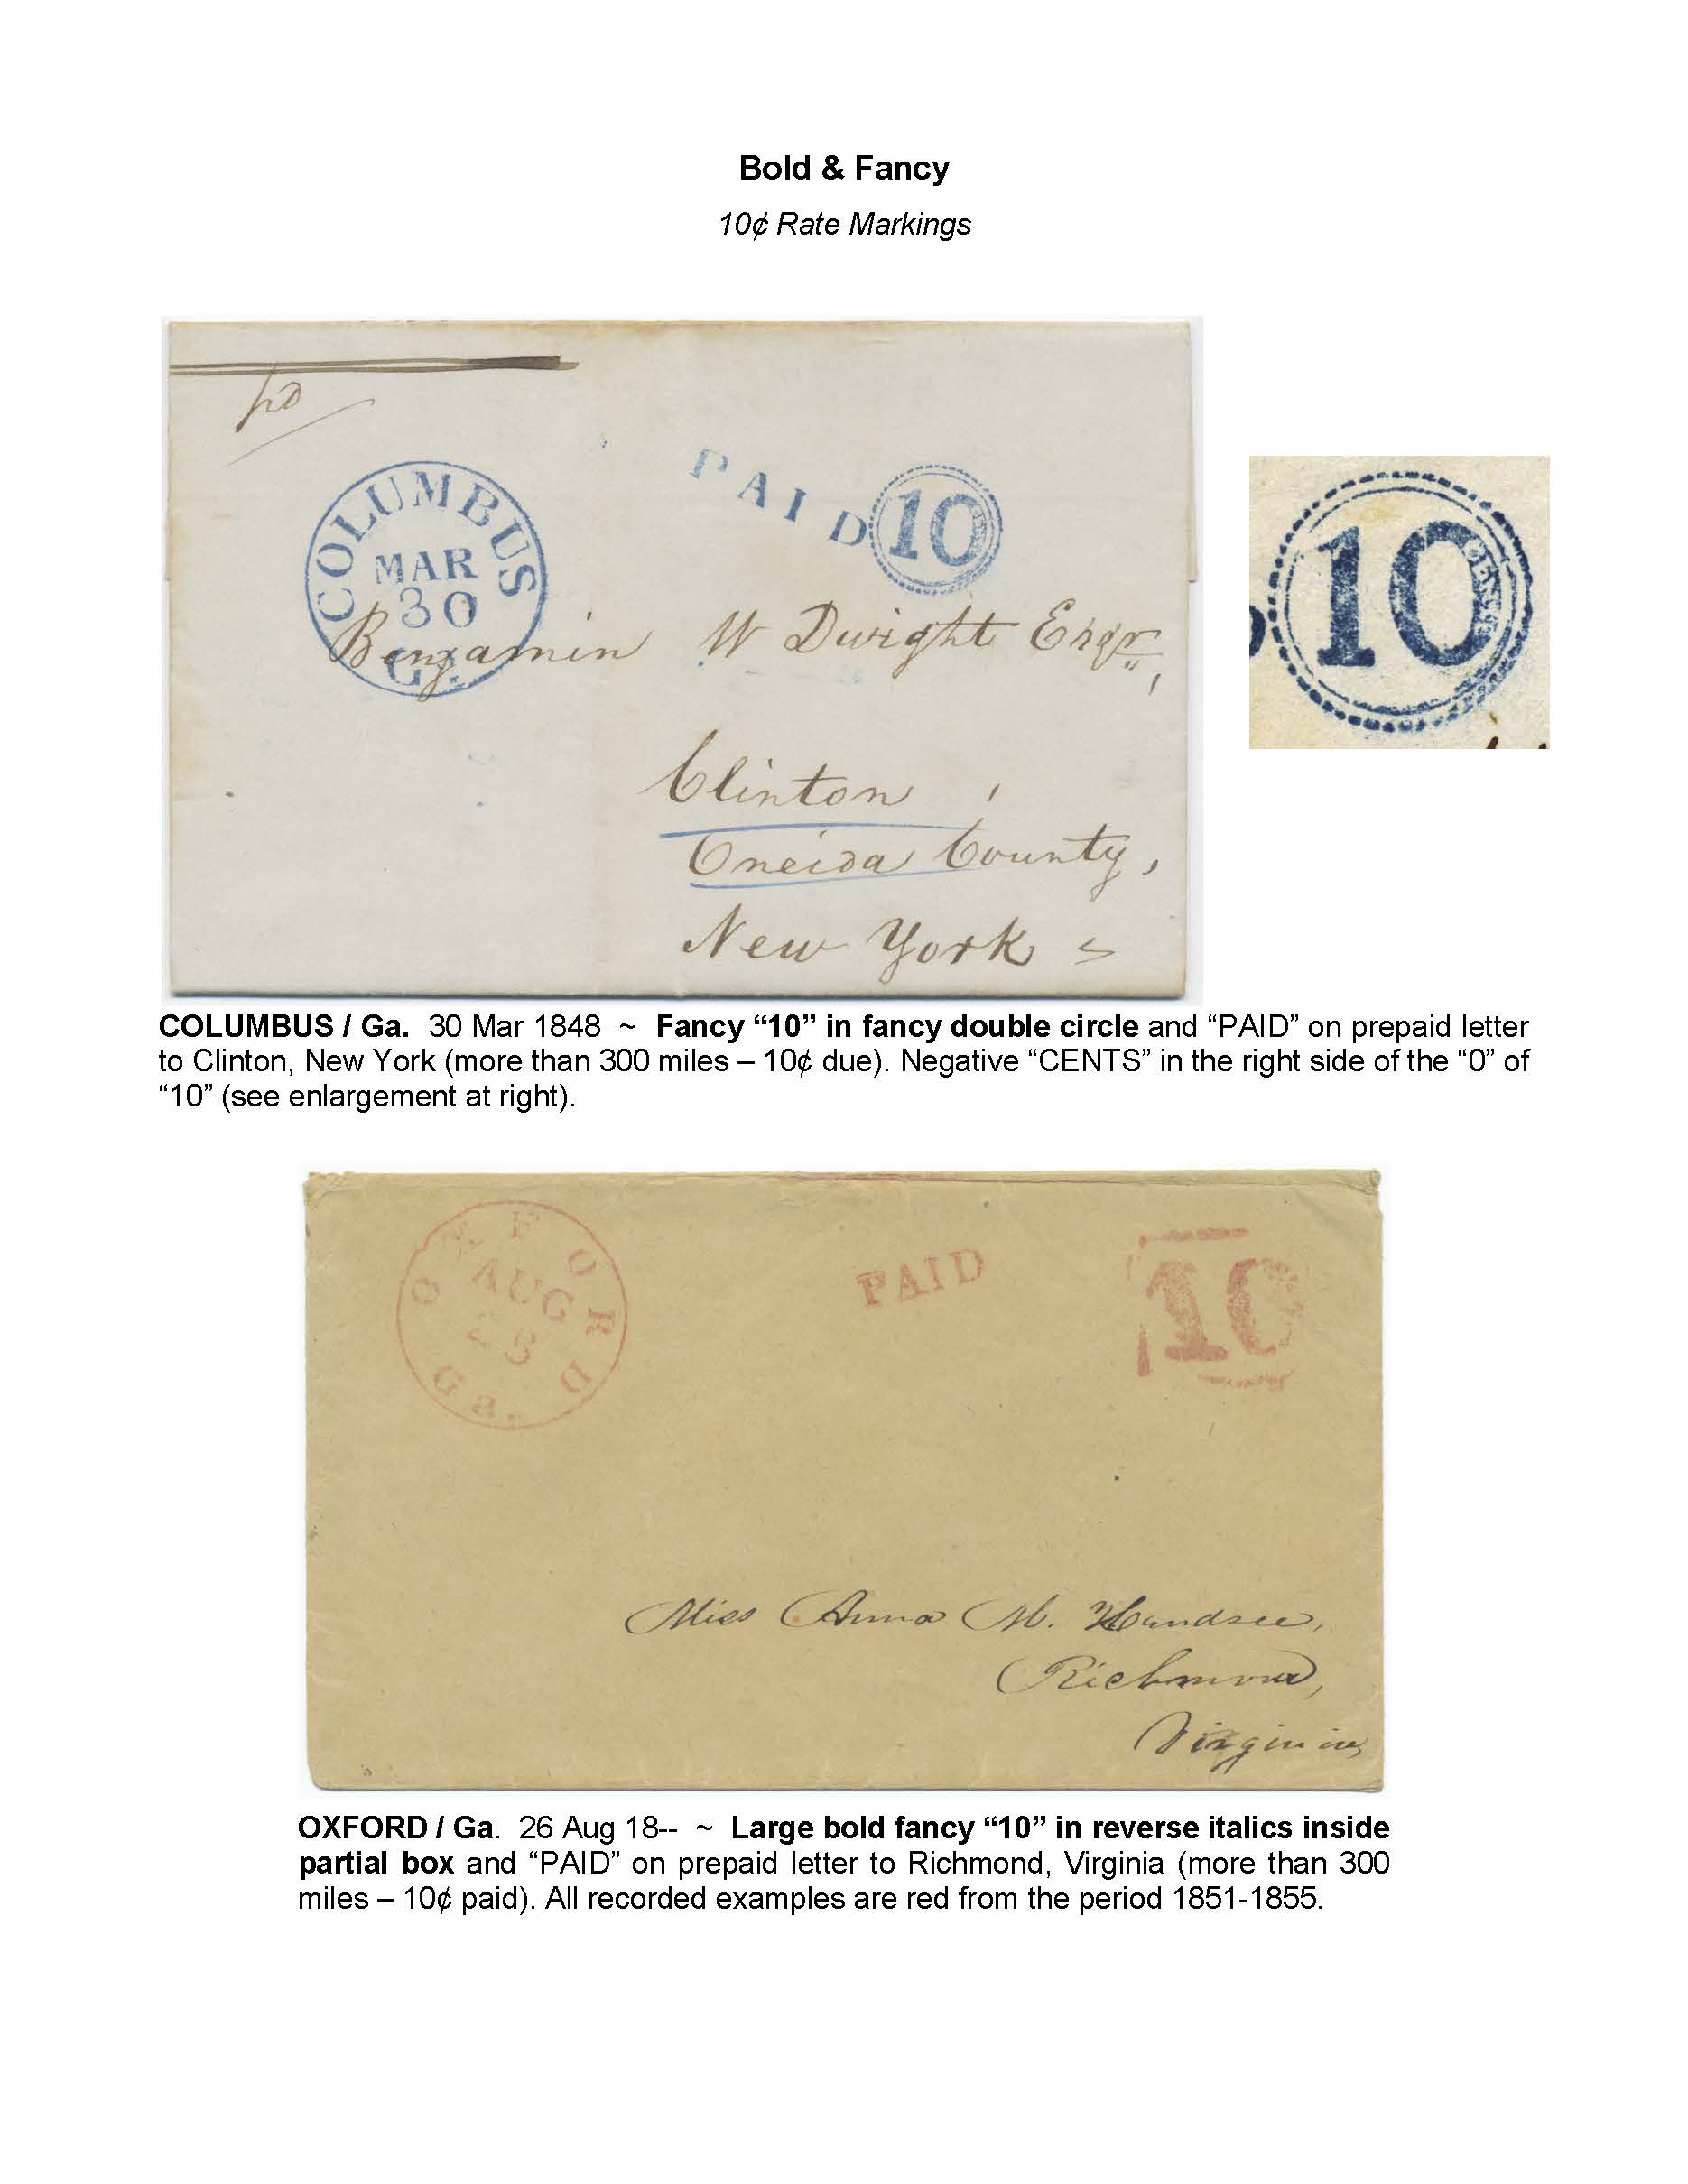 Bold & Fancy
10¢ Rate Markings
pd
COLUMBUS
MAR
30
Ga.
PAID
10
CENTS
Benjamin W Dwight Esqr.,
Clinton,
Oneida County,
New York
10
CENTS
COLUMBUS / Ga. 30 Mar 1848 ~ Fancy “10” in fancy double circle and “PAID” on prepaid letter
to Clinton, New York (more than 300 miles – 10¢ due). Negative “CENTS” in the right side of the “0” of
“10” (see enlargement at right).
OXFORD
AUG
Ga.
PAID
10
Miss Anna M.
Richmond,
Virginia
OXFORD / Ga. 26 Aug 18-- ~ Large bold fancy “10” in reverse italics inside
partial box and “PAID” on prepaid letter to Richmond, Virginia (more than 300
miles – 10¢ paid). All recorded examples are red from the period 1851-1855.